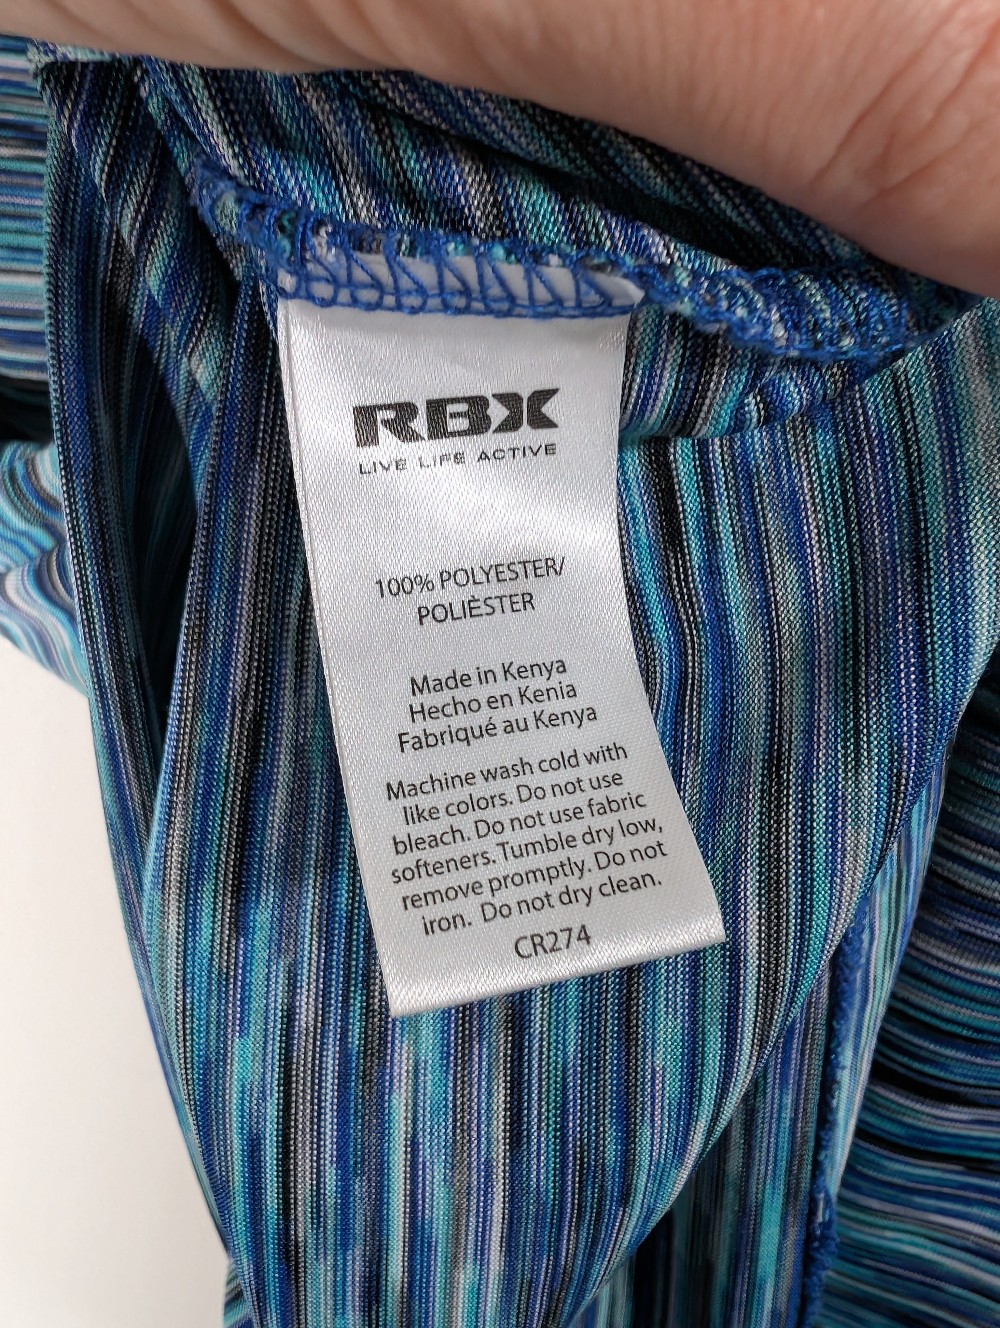 RBX
LIVE LIFE ACTIVE
100% POLYESTER/
POLIÈSTER
Made in Kenya
Hecho en Kenia
Fabriqué au Kenya
Machine wash cold with
like colors. Do not use
bleach. Do not use fabric
softeners. Tumble dry low,
remove promptly. Do not
iron. Do not dry clean.
CR274